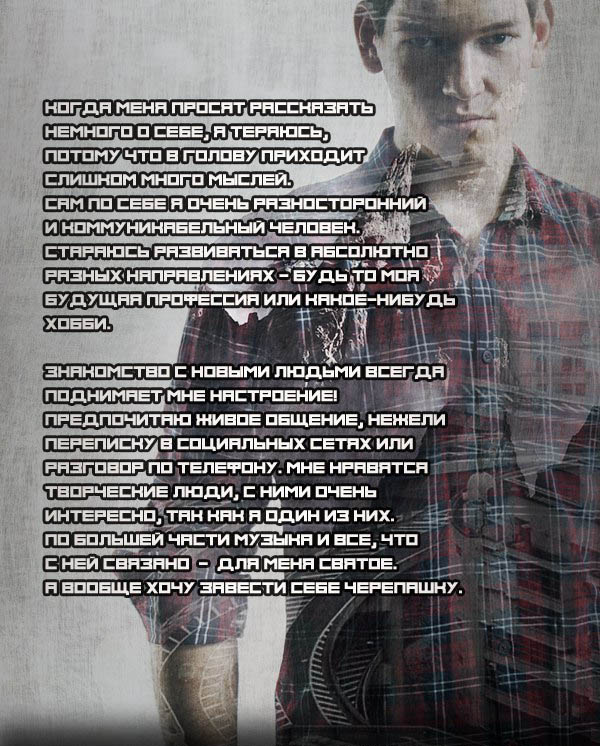 КОГДА МЕНЯ ПРОСЯТ РАССКАЗАТЬ
НЕМНОГО О СЕБЕ, Я ТЕРЯЮСЬ,
ПОТОМУ ЧТО В ГОЛОВУ ПРИХОДИТ
СЛИШКОМ МНОГО МЫСЛЕЙ.
САМ ПО СЕБЕ Я ОЧЕНЬ РАЗНОСТОРОННИЙ
И КОММУНИКАБЕЛЬНЫЙ ЧЕЛОВЕК.
СТАРАЮСЬ РАЗВИВАТЬСЯ В АБСОЛЮТНО
РАЗНЫХ НАПРАВЛЕНИЯХ - БУДЬ ТО МОЯ
БУДУЩАЯ ПРОФЕССИЯ ИЛИ КАКОЕ-НИБУДЬ
ХОББИ.
ЗНАКОМСТВО С НОВЫМИ ЛЮДЬМИ ВСЕГДА
ПОДНИМАЕТ МНЕ НАСТРОЕНИЕ!
ПРЕДПОЧИТАЮ ЖИВОЕ ОБЩЕНИЕ, НЕЖЕЛИ
ПЕРЕПИСКУ В СОЦИАЛЬНЫХ СЕТЯХ ИЛИ
РАЗГОВОР ПО ТЕЛЕФОНУ. МНЕ НРАВЯТСЯ
ТВОРЧЕСКИЕ ЛЮДИ, С НИМИ ОЧЕНЬ
ИНТЕРЕСНО, ТАК КАК Я ОДИН ИЗ НИХ.
ПО БОЛЬШЕЙ ЧАСТИ МУЗЫКА И ВСЕ, ЧТО
С НЕЙ СВЯЗАНО - ДЛЯ МЕНЯ СВЯТОЕ.
А ВООБЩЕ ХОЧУ ЗАВЕСТИ СЕБЕ ЧЕРЕПАШКУ.